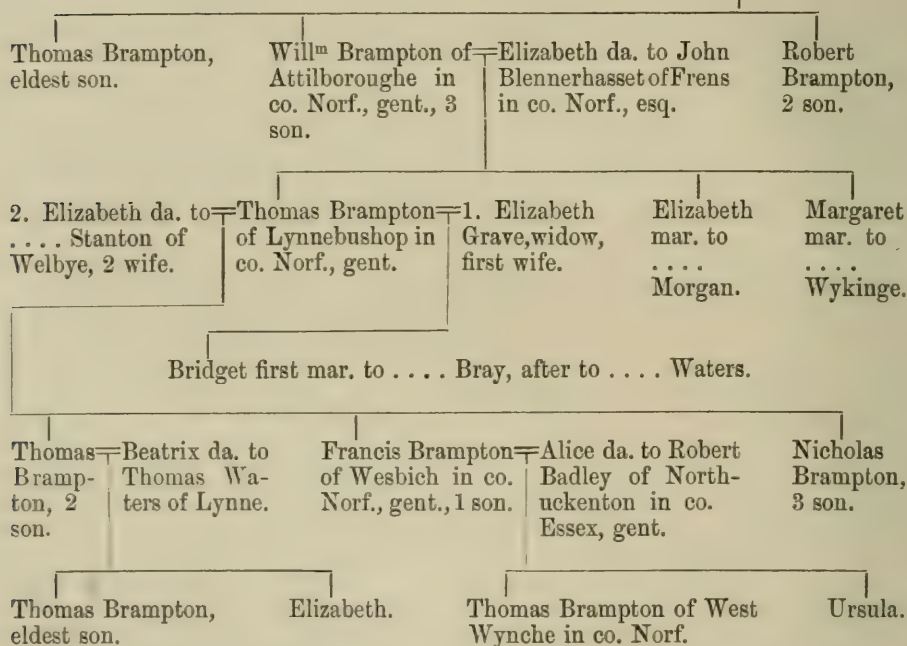 Thomas Brampton,
eldest son.
Willᵐ Brampton of
Attilboroughe in
co. Norf., gent., 3
son.
Elizabeth da. to John
Blennerhasset of Frens
in co. Norf., esq.
Robert
Brampton,
2 son.
2. Elizabeth da. to
. . . . Stanton of
Welbye, 2 wife.
Thomas Brampton
of Lynnebushop in
co. Norf., gent.
1. Elizabeth
Grave, widow,
first wife.
Elizabeth
mar. to
. . . .
Morgan.
Margaret
mar. to
. . . .
Wykinge.
Bridget first mar. to . . . . Bray, after to . . . . Waters.
Thomas
Bramp-
ton, 2
son.
Beatrix da. to
Thomas Wa-
ters of Lynne.
Francis Brampton
of Wesbich in co.
Norf., gent., 1 son.
Alice da. to Robert
Badley of North-
uckenton in co.
Essex, gent.
Nicholas
Brampton,
3 son.
Thomas Brampton,
eldest son.
Elizabeth.
Thomas Brampton of West
Wynche in co. Norf.
Ursula.